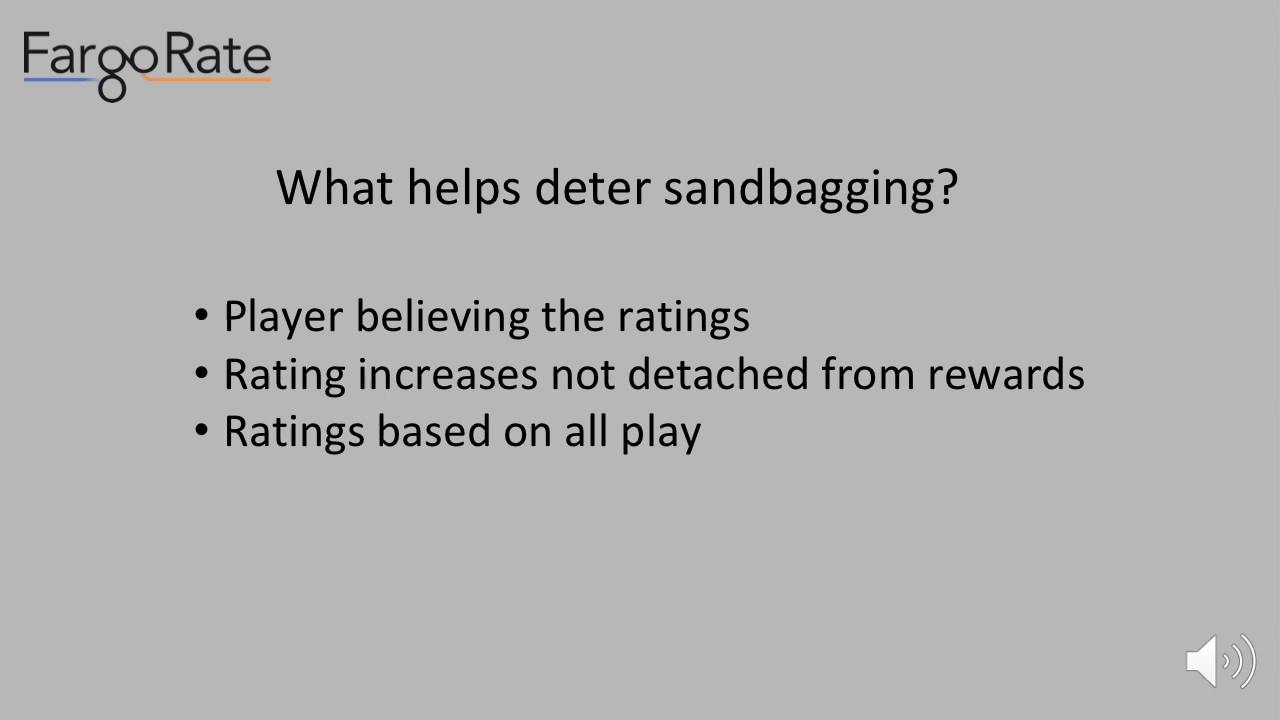 FargoRate
What helps deter sandbagging?
• Player believing the ratings
• Rating increases not detached from rewards
• Ratings based on all play